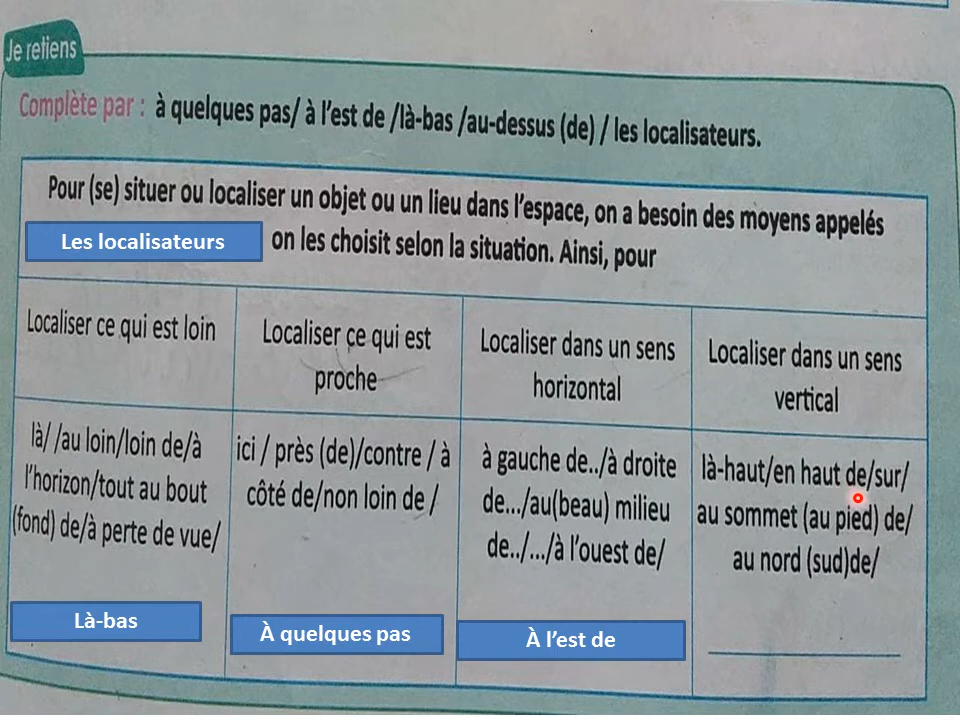 Je retiens
Complète par : à quelques pas/ à l'est de /là-bas /au-dessus (de) / les localisateurs.
Pour (se) situer ou localiser un objet ou un lieu dans l'espace, on a besoin des moyens appelés
Les localisateurs on les choisit selon la situation. Ainsi, pour
Localiser ce qui est loin
Localiser ce qui est
proche
Localiser dans un sens
horizontal
Localiser dans un sens
vertical
là/ /au loin/loin de/à
l'horizon/tout au bout
(fond) de/à perte de vue/
Là-bas
ici / près (de)/contre / à
côté de/non loin de /
À quelques pas
à gauche de../à droite
de.../au(beau) milieu
de../.../à l'ouest de/
À l'est de
là-haut/en haut de/sur/
au sommet (au pied) de/
au nord (sud)de/